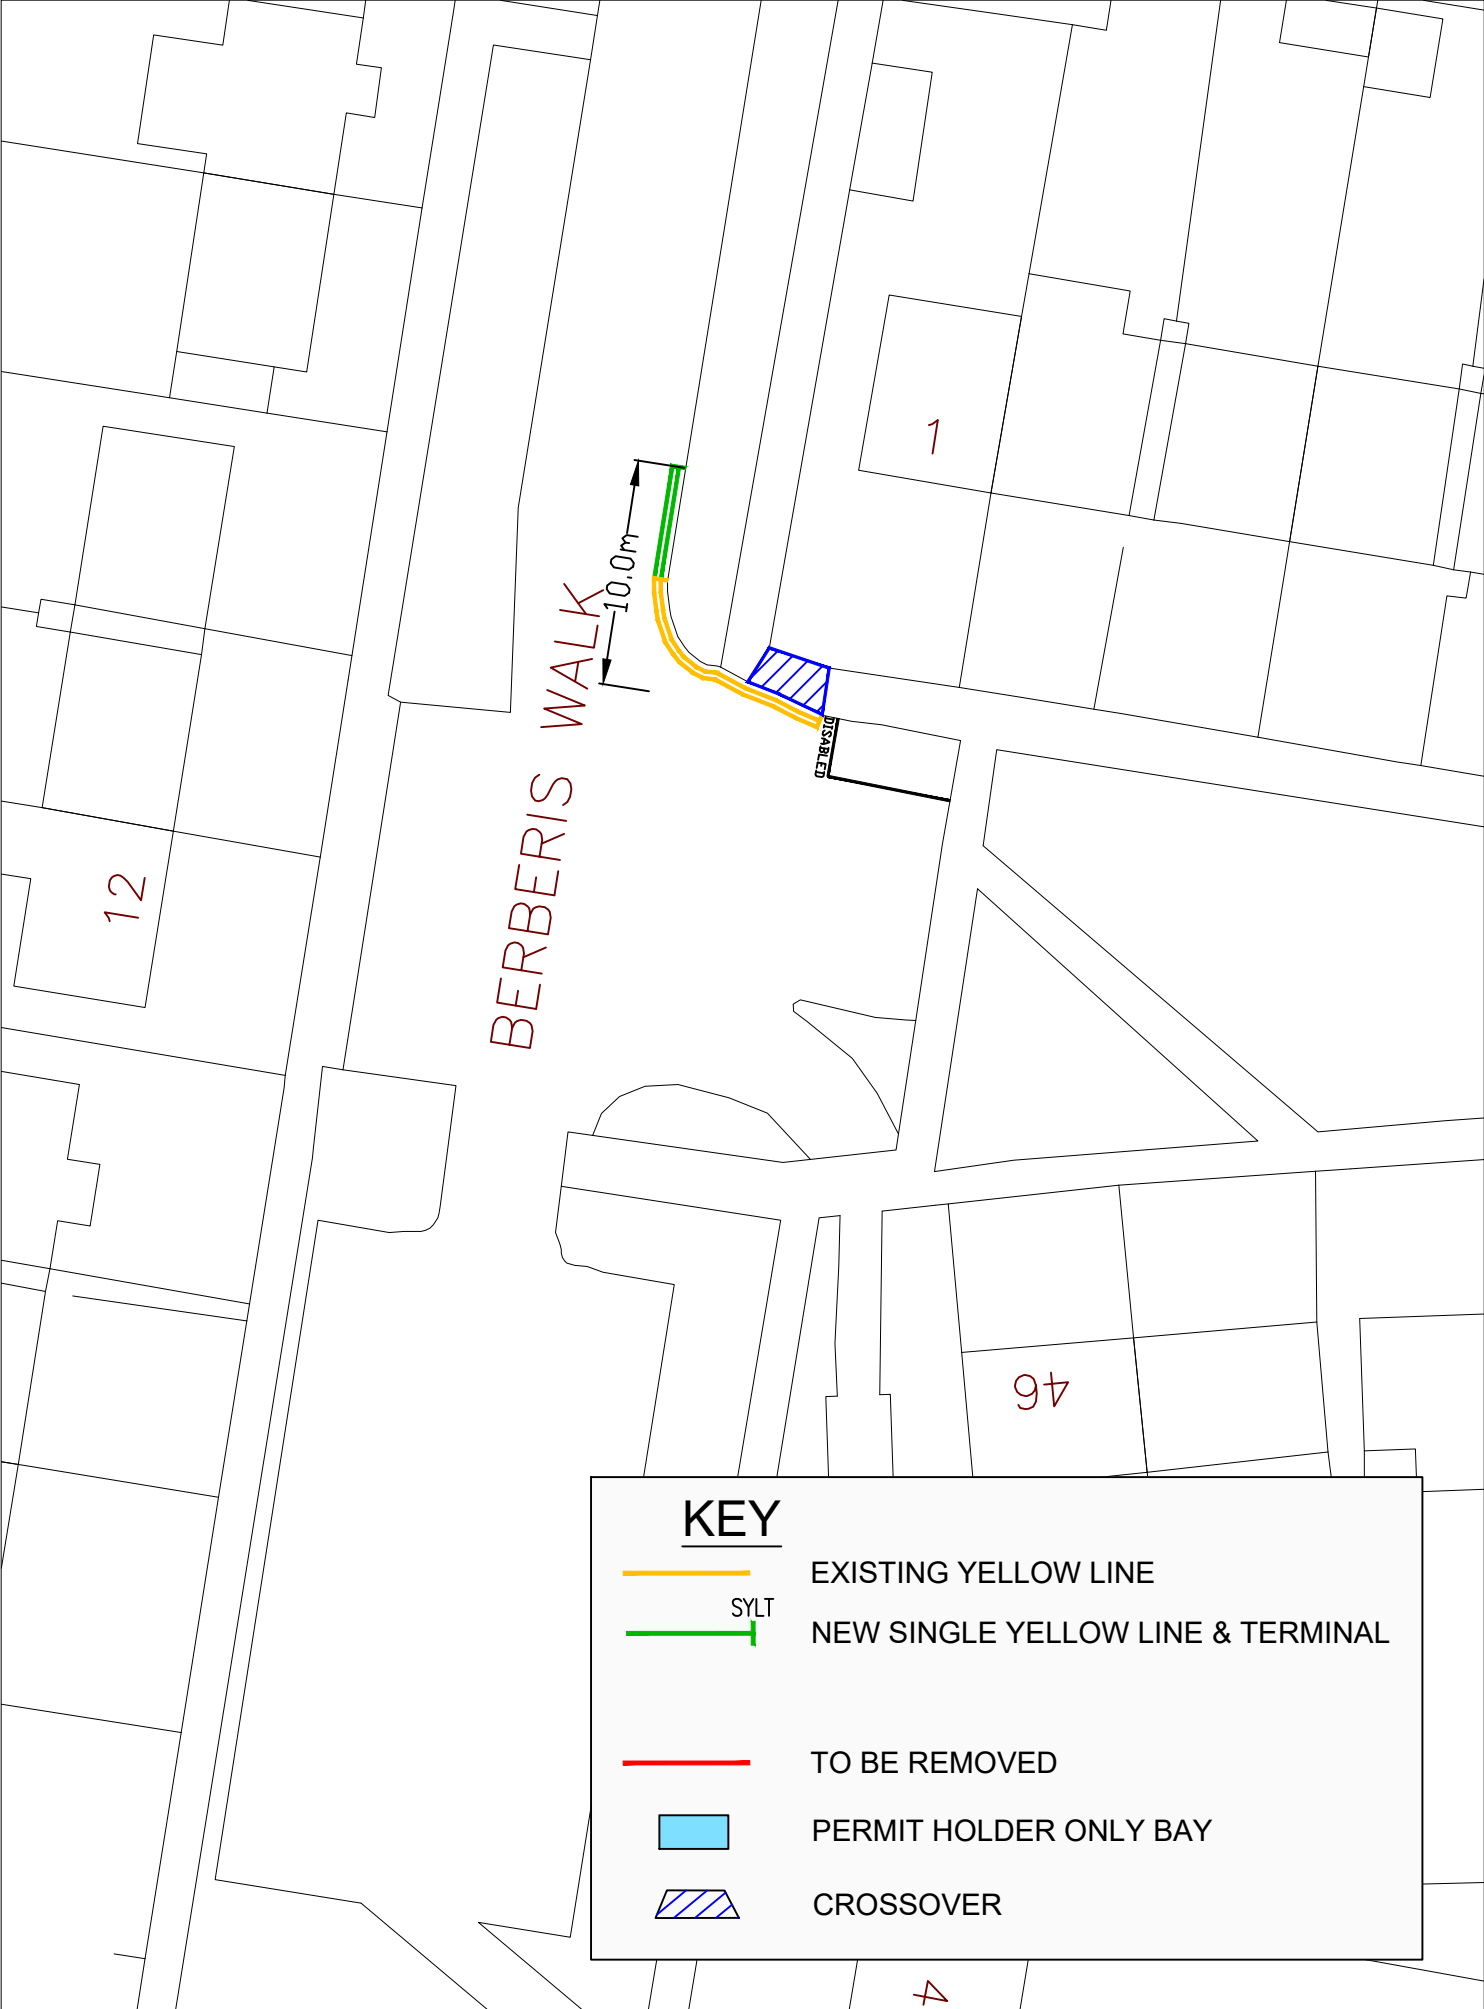 1
10.0m
BERBERIS WALK
DISABLED
12
46
KEY
EXISTING YELLOW LINE
SYLT
NEW SINGLE YELLOW LINE & TERMINAL
TO BE REMOVED
PERMIT HOLDER ONLY BAY
CROSSOVER
4